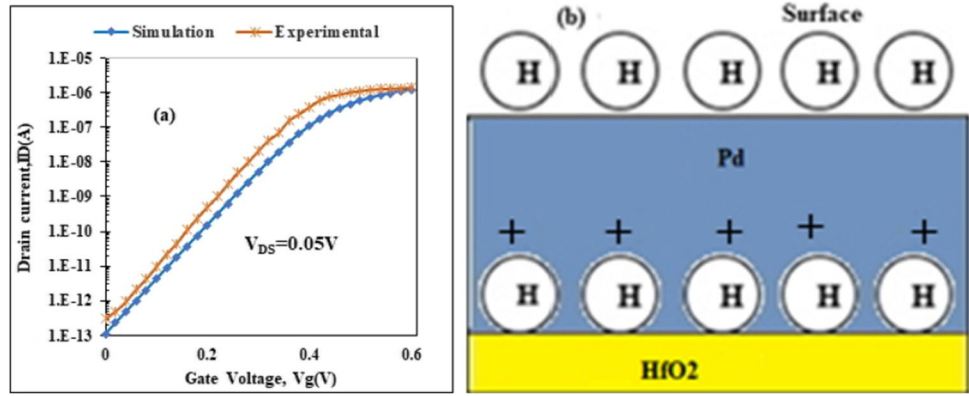 Simulation Experimental
1.E-05
1.E-06
1.E-07
1.E-08
1.E-09
1.E-10
1.E-11
1.E-12
1.E-13
Drain current,ID(A)
(a)
V_DS=0.05V
0 0.2 0.4 0.6
Gate Voltage, Vg(V)
(b) Surface
H H H H H
Pd
+ + + + +
H H H H H
HfO2